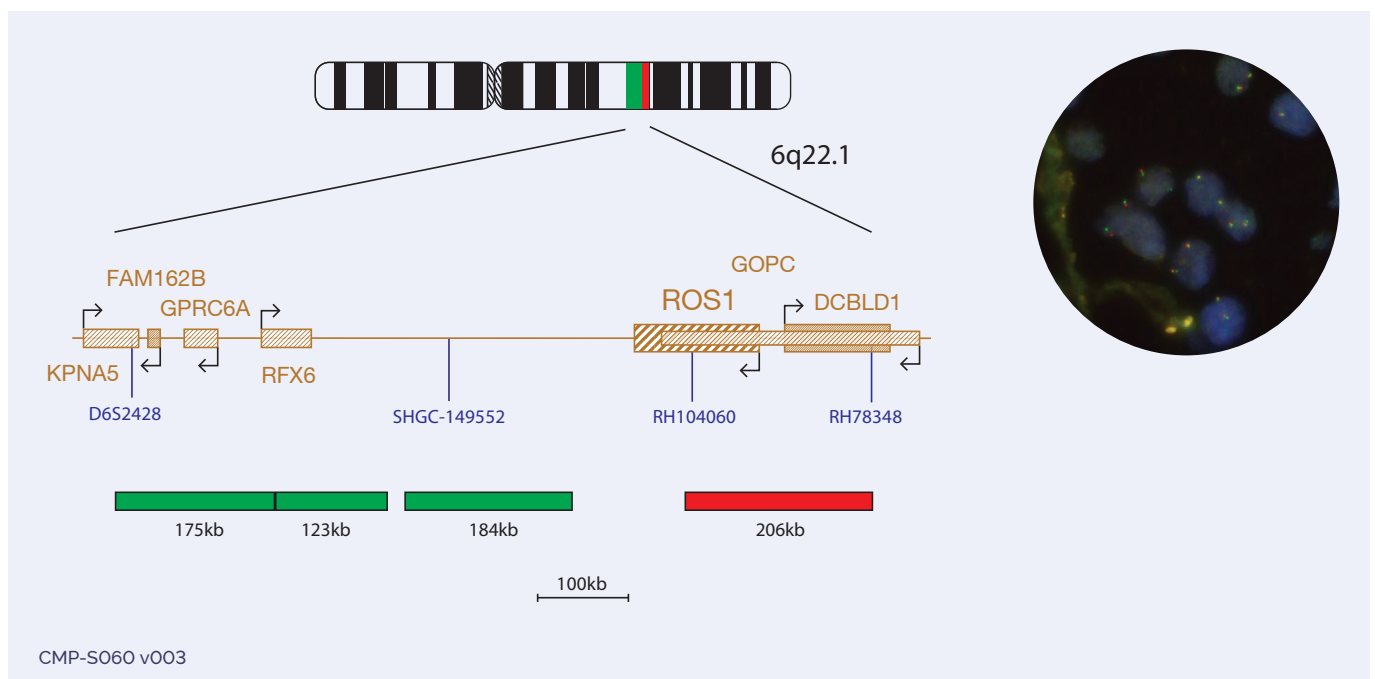 6q22.1
FAM162B
GPRC6A
KPNA5
RFX6
GOPC
ROS1
DCBLD1
D6S2428
SHGC-149552
RH104060
RH78348
175kb
123kb
184kb
206kb
100kb
CMP-S060 v003